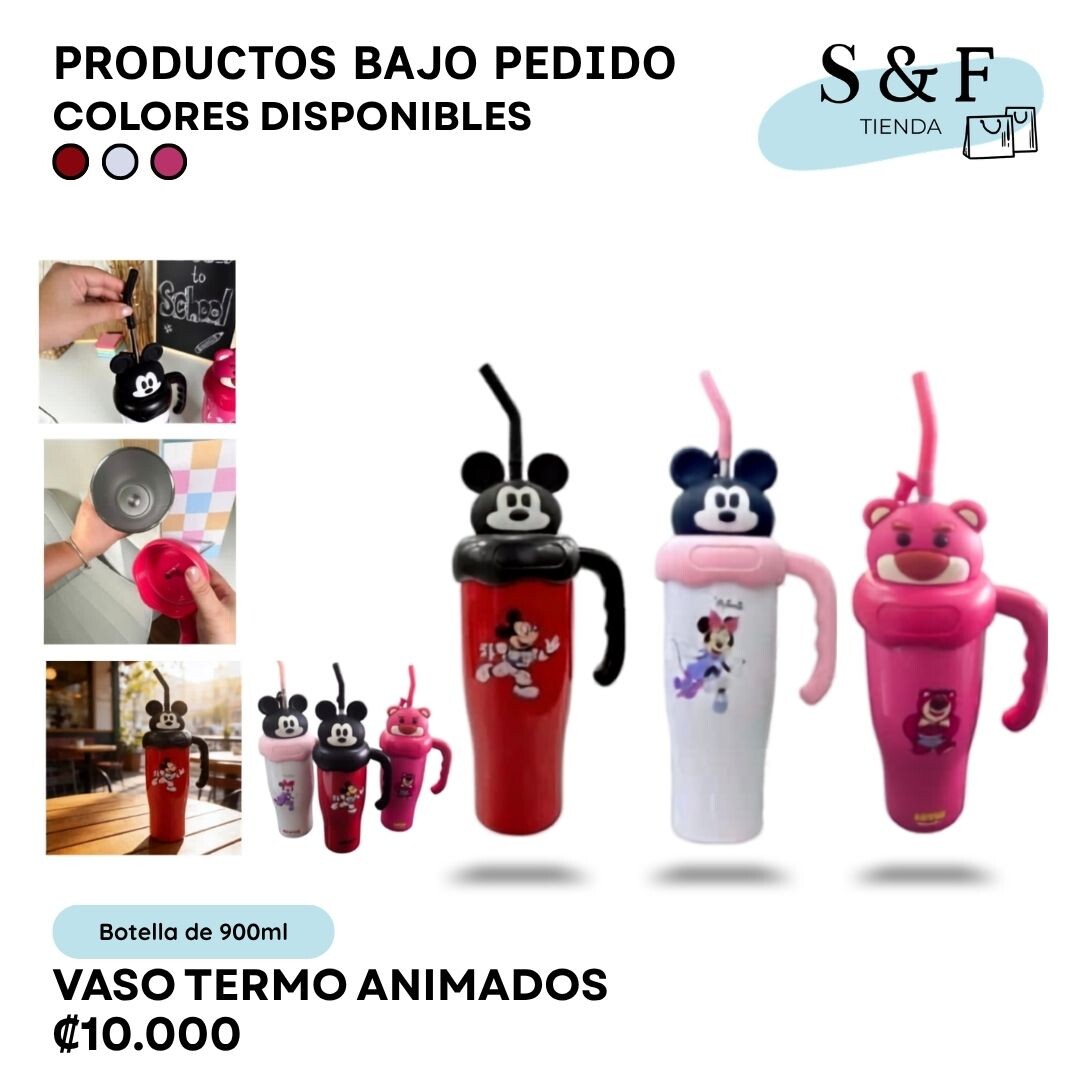 PRODUCTOS BAJO PEDIDO
COLORES DISPONIBLES
S & F
TIENDA
to
School
Botella de 900ml
VASO TERMO ANIMADOS
₡10.000